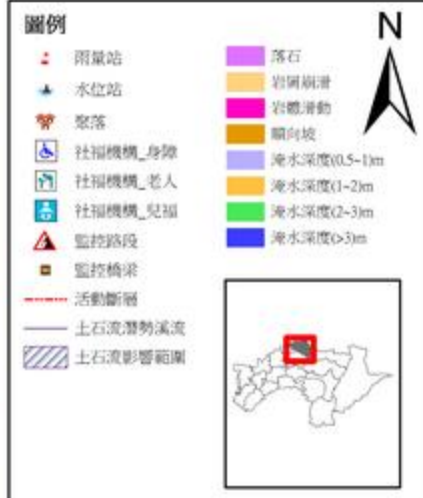 圖例
N
雨量站
水位站
聚落
社福機構_身障
社福機構_老人
社福機構_兒福
監控路段
監控橋梁
活動斷層
土石流潛勢溪流
土石流影響範圍
落石
岩屑崩滑
岩體滑動
順向坡
淹水深度(0.5~1)m
淹水深度(1~2)m
淹水深度(2~3)m
淹水深度(>3)m